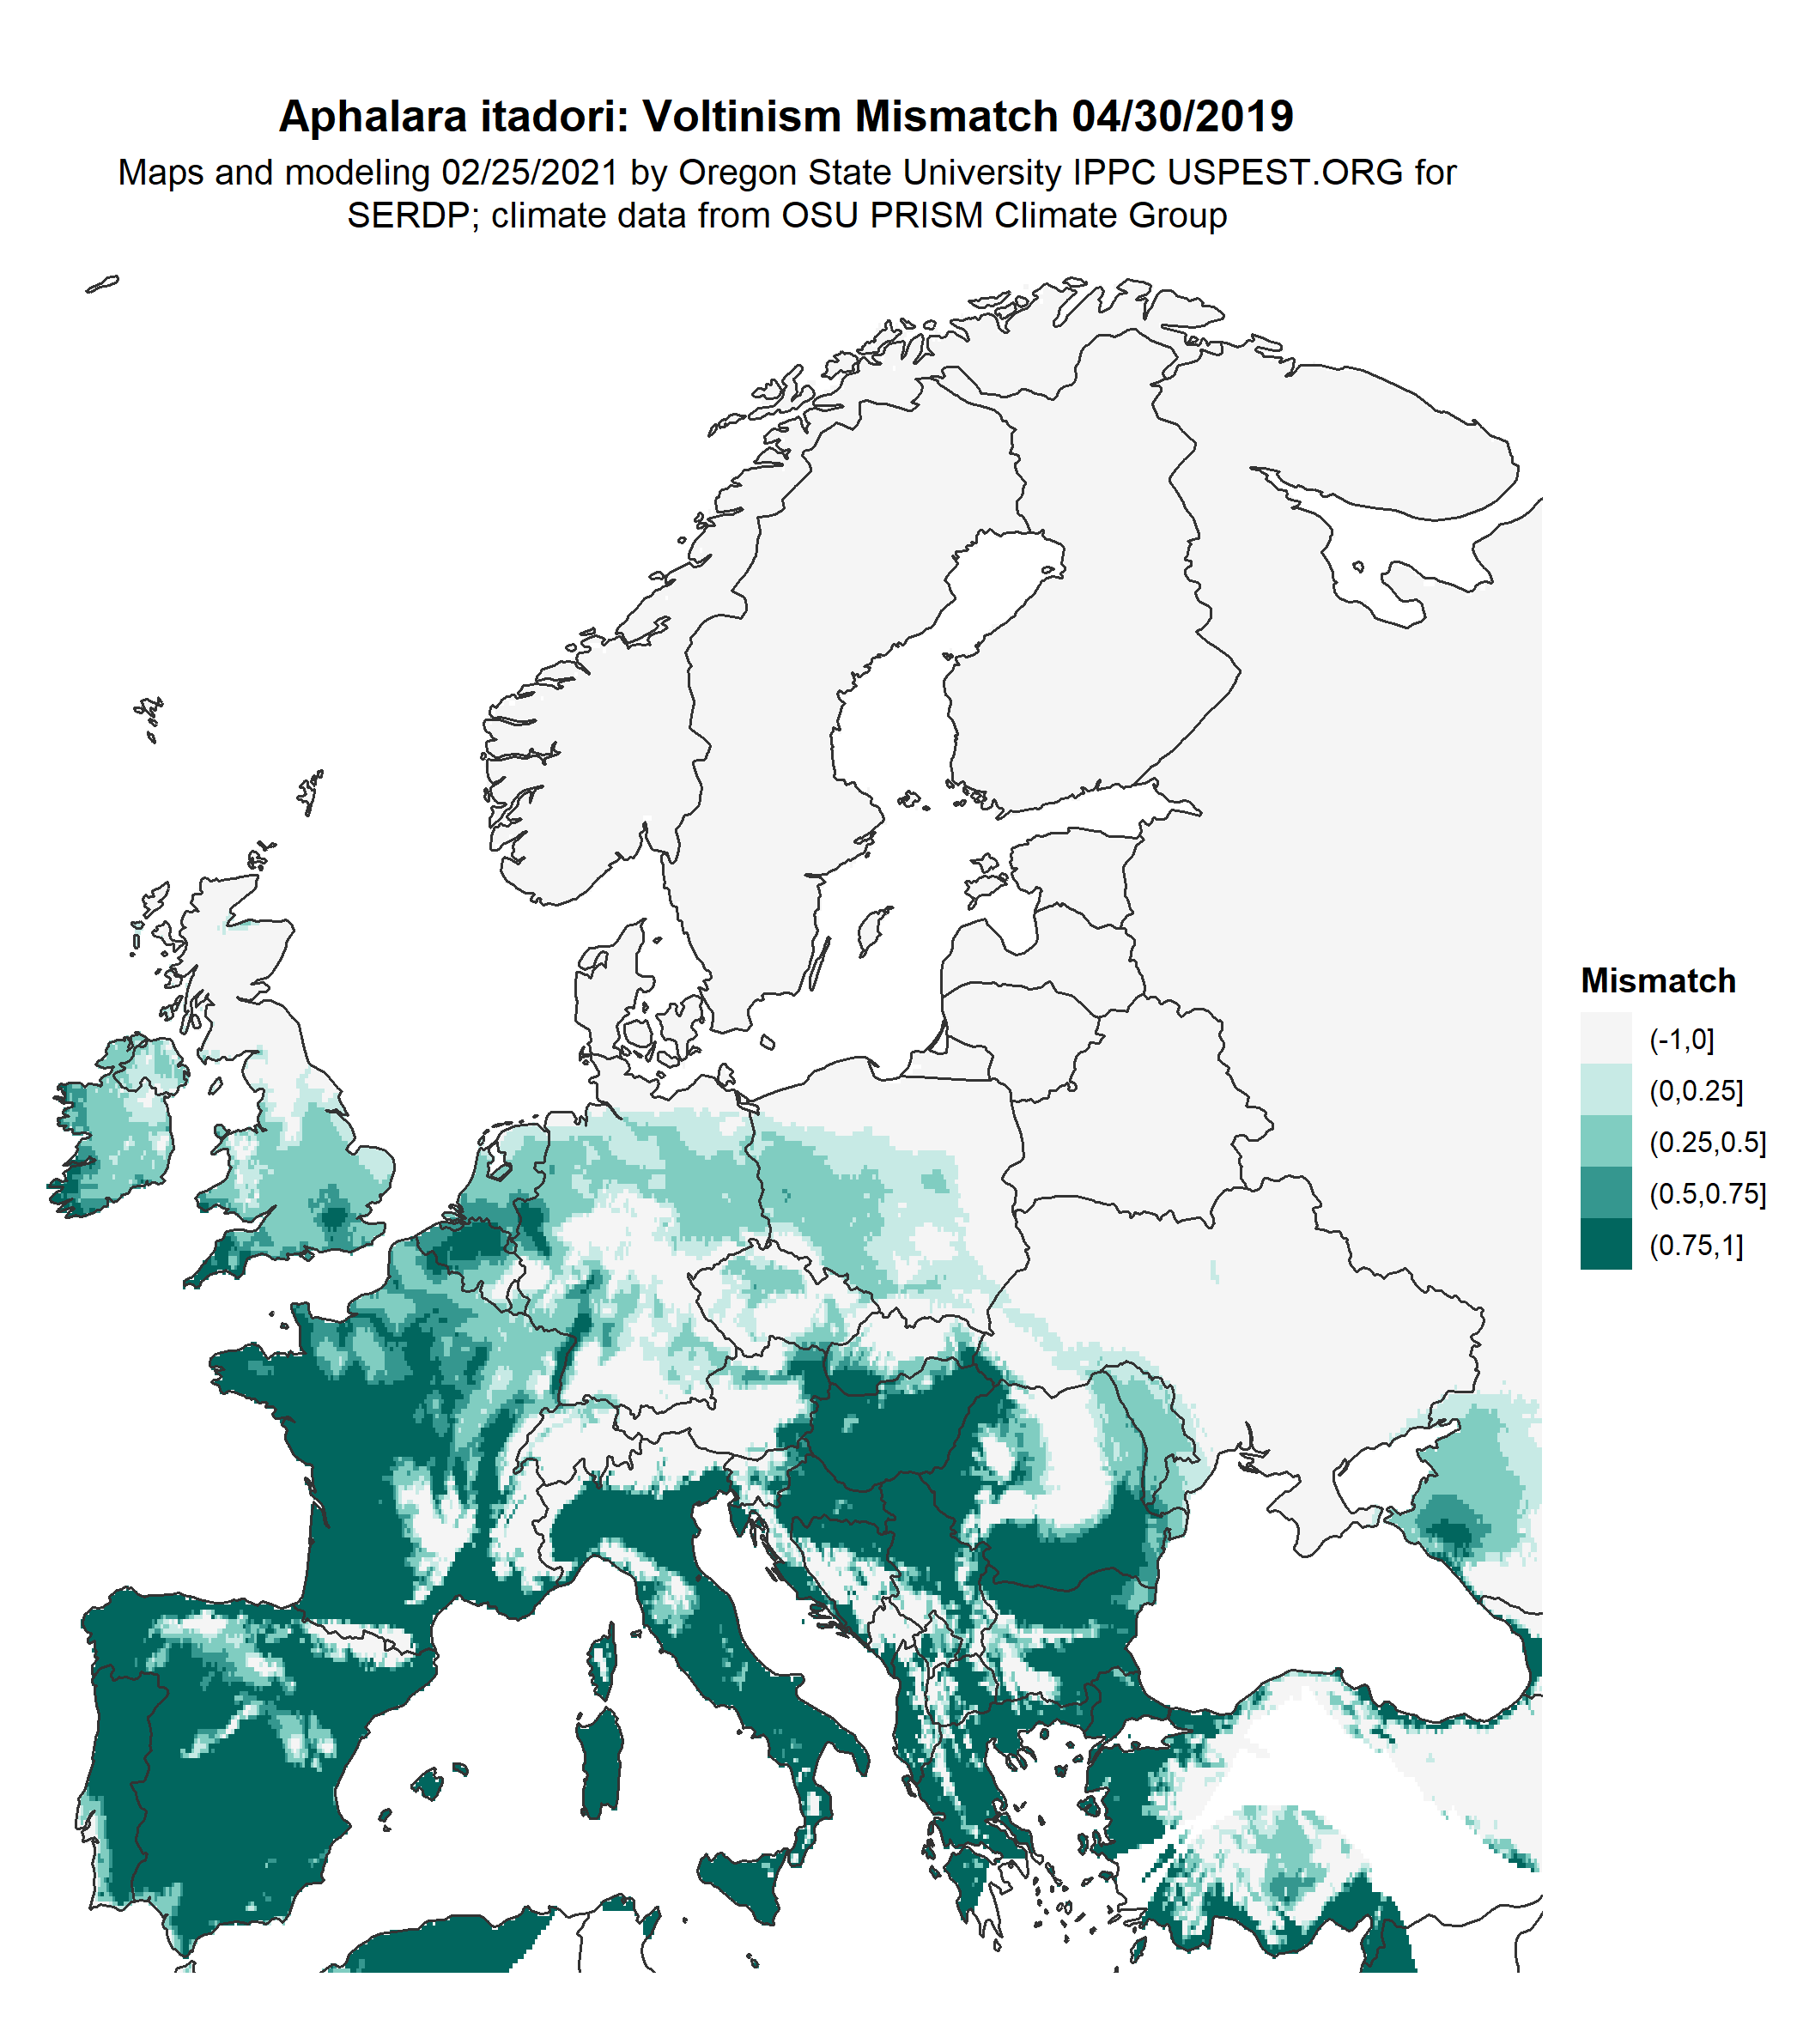 Aphalara itadori: Voltinism Mismatch 04/30/2019
Maps and modeling 02/25/2021 by Oregon State University IPPC USPEST.ORG for
SERDP; climate data from OSU PRISM Climate Group
Mismatch
(-1,0]
(0,0.25]
(0.25,0.5]
(0.5,0.75]
(0.75,1]